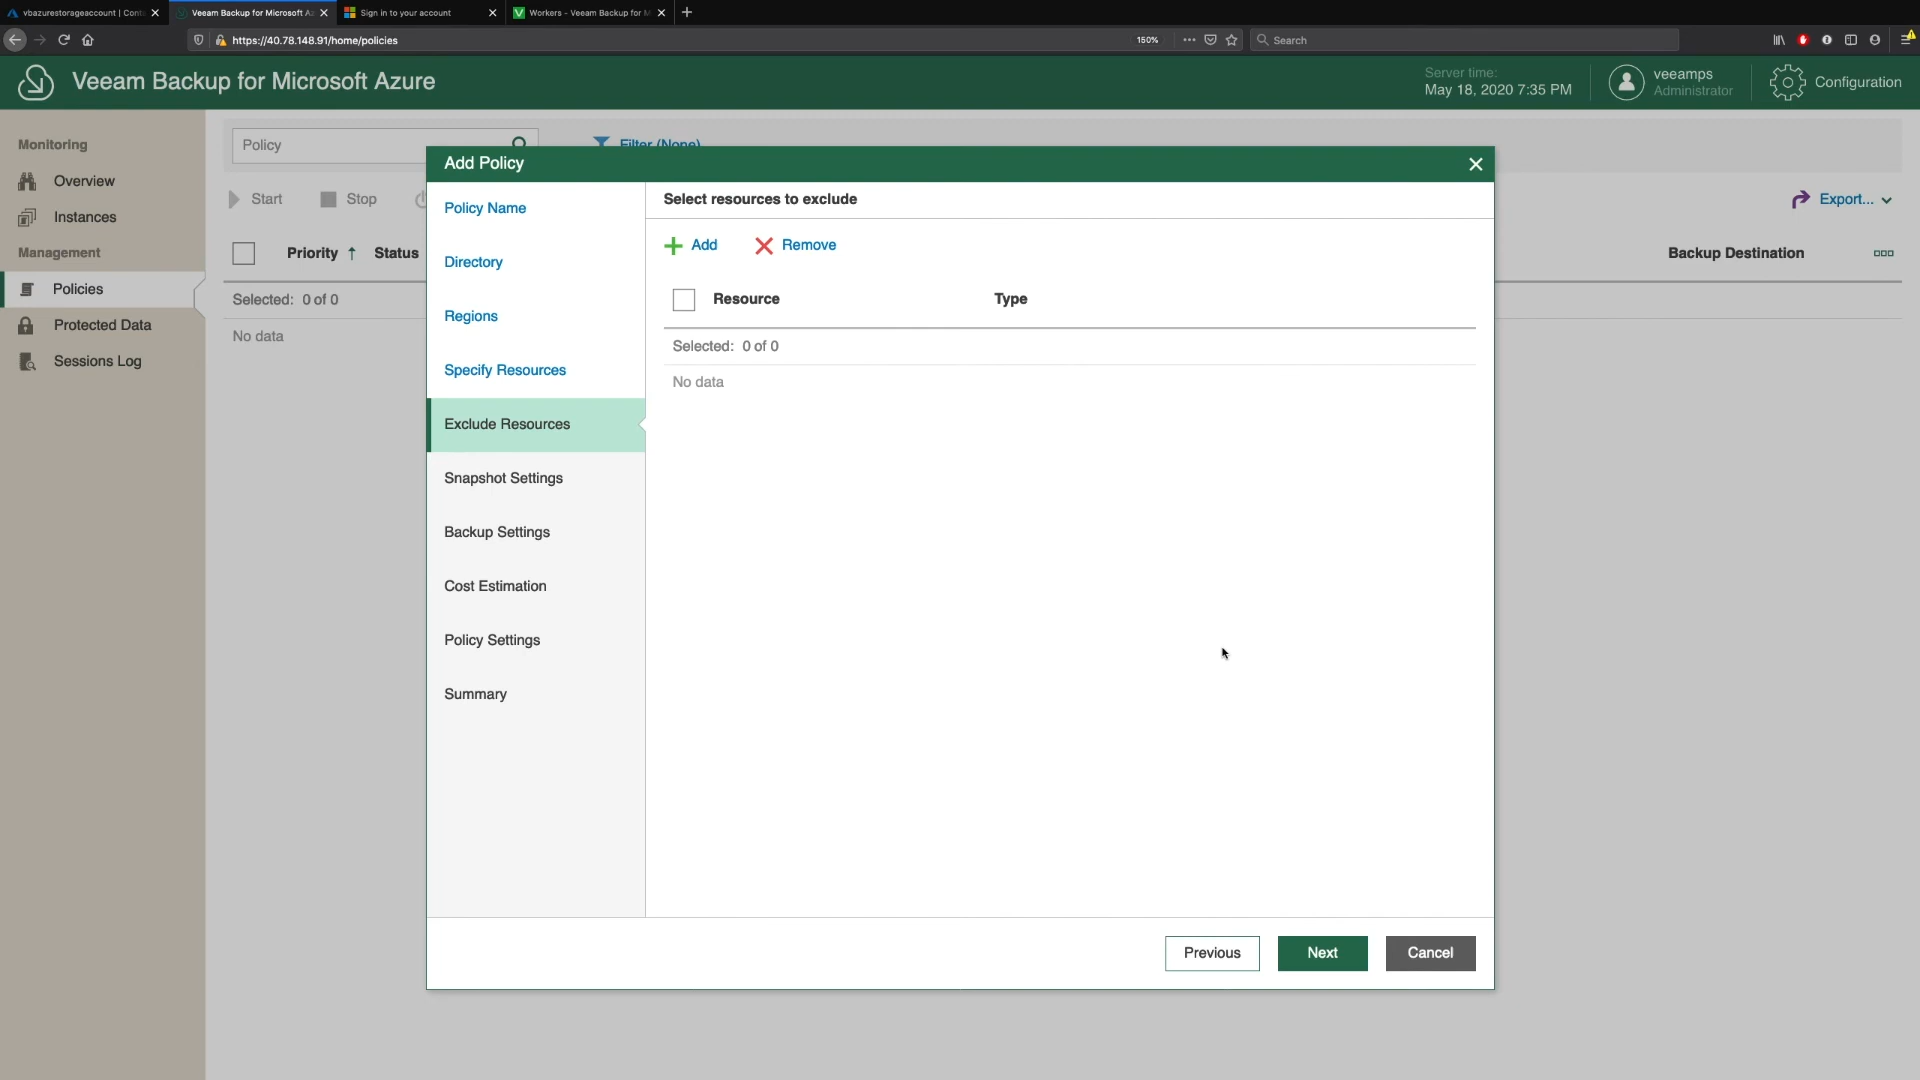 vbazurestorageaccount | Cont
Veeam Backup for Microsoft A
Sign in to your account
Workers - Veeam Backup for M
https://40.78.148.91/home/policies
150%
Search
Veeam Backup for Microsoft Azure
Server time:
May 18, 2020 7:35 PM
veeamps
Administrator
Configuration
Monitoring
Overview
Instances
Management
Policies
Protected Data
Sessions Log
Policy
Filter (None)
Start
Stop
Export...
Priority
Status
Backup Destination
Selected: 0 of 0
No data
Add Policy
Policy Name
Directory
Regions
Specify Resources
Exclude Resources
Snapshot Settings
Backup Settings
Cost Estimation
Policy Settings
Summary
Select resources to exclude
Add
Remove
Resource
Type
Selected: 0 of 0
No data
Previous
Next
Cancel